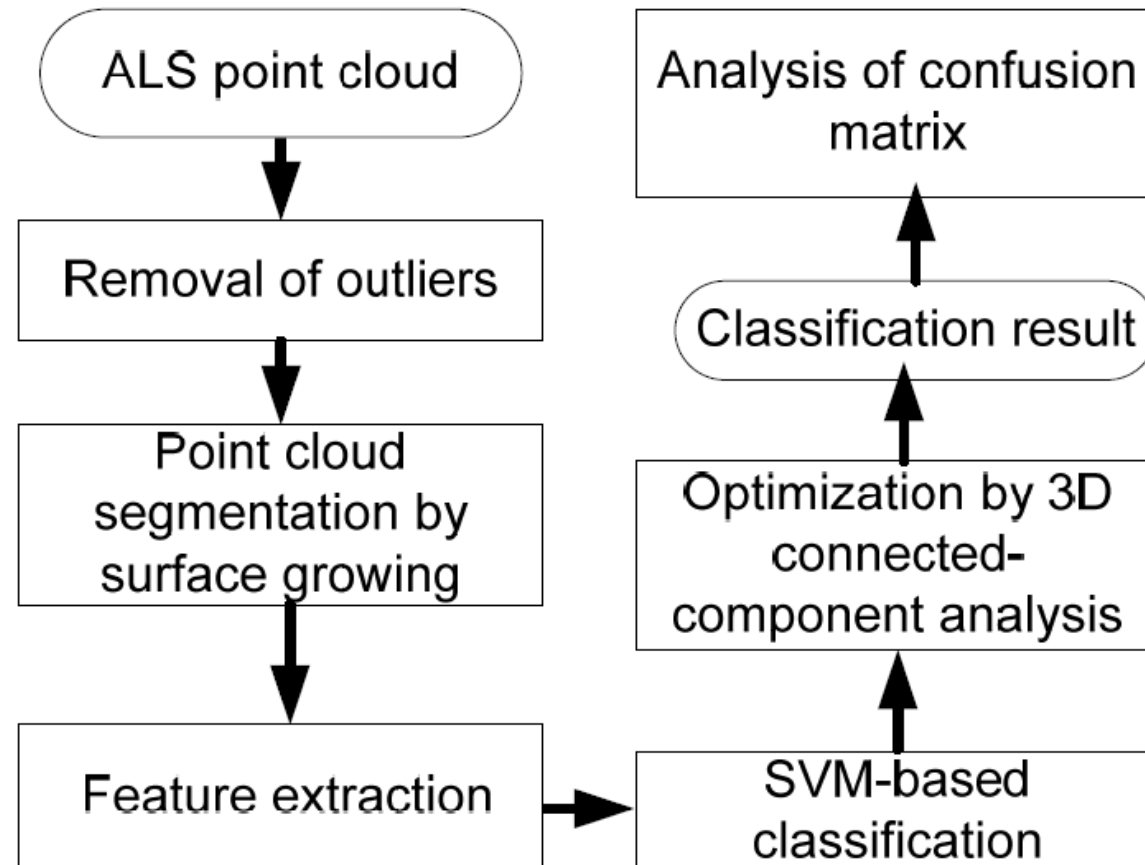 ALS point cloud
Removal of outliers
Point cloud
segmentation by
surface growing
Feature extraction
SVM-based
classification
Optimization by 3D
connected-
component analysis
Classification result
Analysis of confusion
matrix